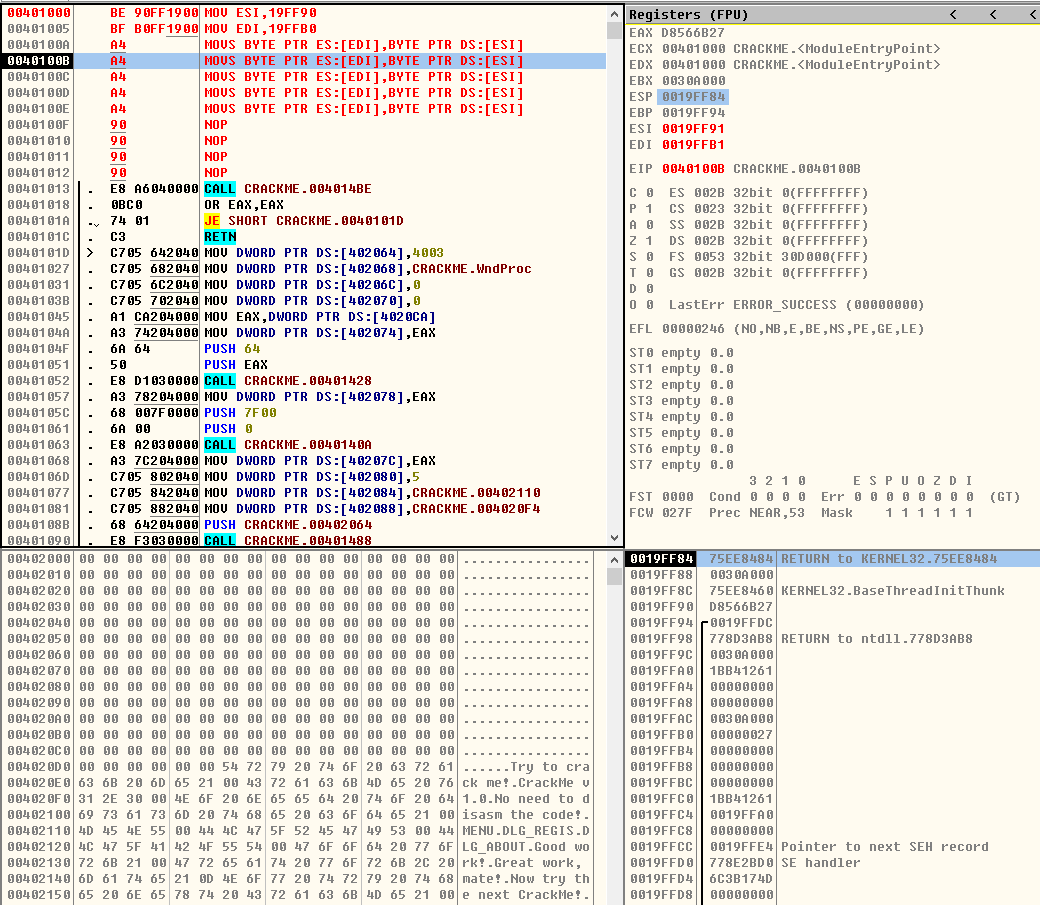 00401000 BE 90FF1900 MOV ESI,19FF90
00401005 BF B0FF1900 MOV EDI,19FFB0
0040100A A4 MOVS BYTE PTR ES:[EDI],BYTE PTR DS:[ESI]
0040100B A4 MOVS BYTE PTR ES:[EDI],BYTE PTR DS:[ESI]
0040100C A4 MOVS BYTE PTR ES:[EDI],BYTE PTR DS:[ESI]
0040100D A4 MOVS BYTE PTR ES:[EDI],BYTE PTR DS:[ESI]
0040100E A4 MOVS BYTE PTR ES:[EDI],BYTE PTR DS:[ESI]
0040100F 90 NOP
00401010 90 NOP
00401011 90 NOP
00401012 90 NOP
00401013 . E8 A6040000 CALL CRACKME.004014BE
00401018 . 0BC0 OR EAX,EAX
0040101A . 74 01 JE SHORT CRACKME.0040101D
0040101C . C3 RETN
0040101D > C705 642040 MOV DWORD PTR DS:[402064],4003
00401027 . C705 682040 MOV DWORD PTR DS:[402068],CRACKME.WndProc
00401031 . C705 6C2040 MOV DWORD PTR DS:[40206C],0
0040103B . C705 702040 MOV DWORD PTR DS:[402070],0
00401045 . A1 CA204000 MOV EAX,DWORD PTR DS:[4020CA]
0040104A . A3 74204000 MOV DWORD PTR DS:[402074],EAX
0040104F . 6A 64 PUSH 64
00401051 . 50 PUSH EAX
00401052 . E8 D1030000 CALL CRACKME.00401428
00401057 . A3 78204000 MOV DWORD PTR DS:[402078],EAX
0040105C . 68 007F0000 PUSH 7F00
00401061 . 6A 00 PUSH 0
00401063 . E8 A2030000 CALL CRACKME.0040140A
00401068 . A3 7C204000 MOV DWORD PTR DS:[40207C],EAX
0040106D . C705 802040 MOV DWORD PTR DS:[402080],5
00401077 . C705 842040 MOV DWORD PTR DS:[402084],CRACKME.00402110
00401081 . C705 882040 MOV DWORD PTR DS:[402088],CRACKME.004020F4
0040108B . 68 64204000 PUSH CRACKME.00402064
00401090 . E8 F3030000 CALL CRACKME.00401488
Registers (FPU) < < <
EAX D8566B27
ECX 00401000 CRACKME.<ModuleEntryPoint>
EDX 00401000 CRACKME.<ModuleEntryPoint>
EBX 0030A000
ESP 0019FF84
EBP 0019FF94
ESI 0019FF91
EDI 0019FFB1
EIP 0040100B CRACKME.0040100B
C 0 ES 002B 32bit 0(FFFFFFFF)
P 1 CS 0023 32bit 0(FFFFFFFF)
A 0 SS 002B 32bit 0(FFFFFFFF)
Z 1 DS 002B 32bit 0(FFFFFFFF)
S 0 FS 0053 32bit 30D000(FFF)
T 0 GS 002B 32bit 0(FFFFFFFF)
D 0
O 0 LastErr ERROR_SUCCESS (00000000)
EFL 00000246 (NO,NB,E,BE,NS,PE,GE,LE)
ST0 empty 0.0
ST1 empty 0.0
ST2 empty 0.0
ST3 empty 0.0
ST4 empty 0.0
ST5 empty 0.0
ST6 empty 0.0
ST7 empty 0.0
3 2 1 0 E S P U O Z D I
FST 0000 Cond 0 0 0 0 Err 0 0 0 0 0 0 0 0 (GT)
FCW 027F Prec NEAR,53 Mask 1 1 1 1 1 1
00402000 00 00 00 00 00 00 00 00 00 00 00 00 00 00 00 00 ................
00402010 00 00 00 00 00 00 00 00 00 00 00 00 00 00 00 00 ................
00402020 00 00 00 00 00 00 00 00 00 00 00 00 00 00 00 00 ................
00402030 00 00 00 00 00 00 00 00 00 00 00 00 00 00 00 00 ................
00402040 00 00 00 00 00 00 00 00 00 00 00 00 00 00 00 00 ................
00402050 00 00 00 00 00 00 00 00 00 00 00 00 00 00 00 00 ................
00402060 00 00 00 00 00 00 00 00 00 00 00 00 00 00 00 00 ................
00402070 00 00 00 00 00 00 00 00 00 00 00 00 00 00 00 00 ................
00402080 00 00 00 00 00 00 00 00 00 00 00 00 00 00 00 00 ................
00402090 00 00 00 00 00 00 00 00 00 00 00 00 00 00 00 00 ................
004020A0 00 00 00 00 00 00 00 00 00 00 00 00 00 00 00 00 ................
004020B0 00 00 00 00 00 00 00 00 00 00 00 00 00 00 00 00 ................
004020C0 00 00 00 00 00 00 00 00 00 00 00 00 00 00 00 00 ................
004020D0 00 00 00 00 00 00 54 72 79 20 74 6F 20 63 72 61 ......Try to cra
004020E0 63 6B 20 6D 65 21 00 43 72 61 63 6B 4D 65 20 76 ck me!.CrackMe v
004020F0 31 2E 30 00 4E 6F 20 6E 65 65 64 20 74 6F 20 64 1.0.No need to d
00402100 69 73 61 73 6D 20 74 68 65 20 63 6F 64 65 21 00 isasm the code!.
00402110 4D 45 4E 55 00 44 4C 47 5F 52 45 47 49 53 00 44 MENU.DLG_REGIS.D
00402120 4C 47 5F 41 42 4F 55 54 00 47 6F 6F 64 20 77 6F LG_ABOUT.Good wo
00402130 72 6B 21 00 47 72 65 61 74 20 77 6F 72 6B 2C 20 rk!.Great work,
00402140 6D 61 74 65 21 0D 4E 6F 77 20 74 72 79 20 74 68 mate!.Now try th
00402150 65 20 6E 65 78 74 20 43 72 61 63 6B 4D 65 21 00 e next CrackMe!.
0019FF84 75EE8484 RETURN to KERNEL32.75EE8484
0019FF88 0030A000
0019FF8C 75EE8460 KERNEL32.BaseThreadInitThunk
0019FF90 D8566B27
0019FF94 0019FFDC
0019FF98 778D3AB8 RETURN to ntdll.778D3AB8
0019FF9C 0030A000
0019FFA0 1BB41261
0019FFA4 00000000
0019FFA8 00000000
0019FFAC 0030A000
0019FFB0 00000027
0019FFB4 00000000
0019FFB8 00000000
0019FFBC 00000000
0019FFC0 1BB41261
0019FFC4 0019FFA0
0019FFC8 00000000
0019FFCC 0019FFE4 Pointer to next SEH record
0019FFD0 778E2BD0 SE handler
0019FFD4 6C3B174D
0019FFD8 00000000